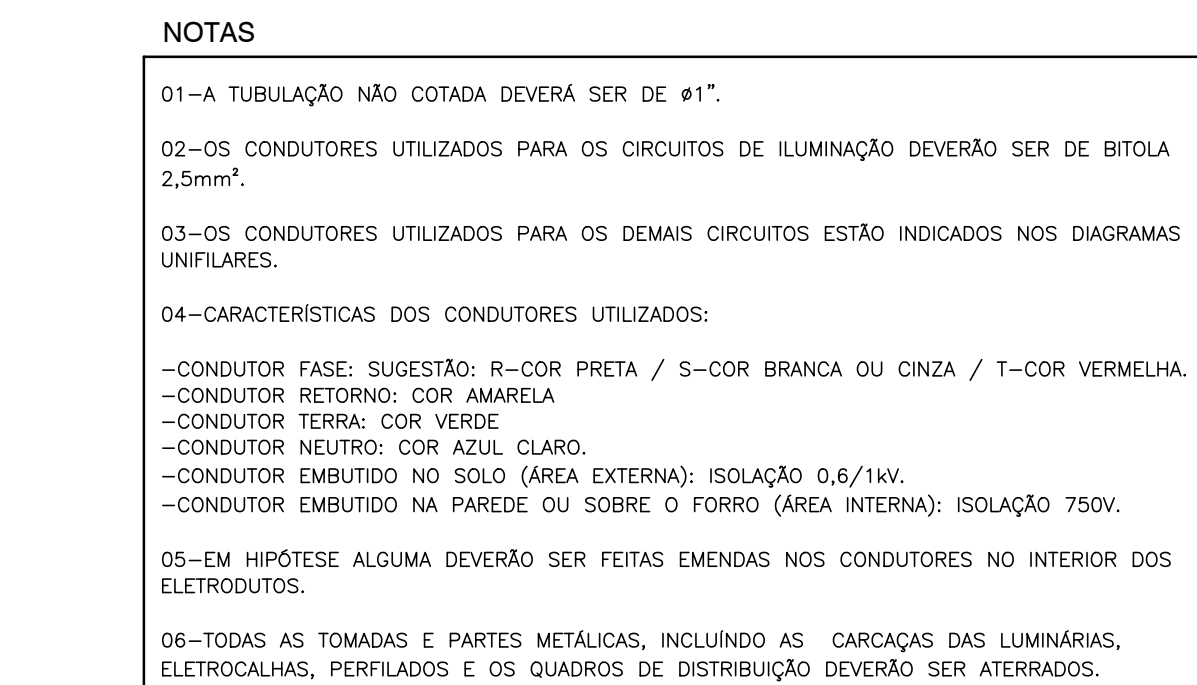 NOTAS
01-A TUBULAÇÃO NÃO COTADA DEVERÁ SER DE ø1”.
02-OS CONDUTORES UTILIZADOS PARA OS CIRCUITOS DE ILUMINAÇÃO DEVERÃO SER DE BITOLA
2,5mm².
03-OS CONDUTORES UTILIZADOS PARA OS DEMAIS CIRCUITOS ESTÃO INDICADOS NOS DIAGRAMAS
UNIFILARES.
04-CARACTERÍSTICAS DOS CONDUTORES UTILIZADOS:
-CONDUTOR FASE: SUGESTÃO: R-COR PRETA / S-COR BRANCA OU CINZA / T-COR VERMELHA.
-CONDUTOR RETORNO: COR AMARELA
-CONDUTOR TERRA: COR VERDE
-CONDUTOR NEUTRO: COR AZUL CLARO.
-CONDUTOR EMBUTIDO NO SOLO (ÁREA EXTERNA): ISOLAÇÃO 0,6/1kV.
-CONDUTOR EMBUTIDO NA PAREDE OU SOBRE O FORRO (ÁREA INTERNA): ISOLAÇÃO 750V.
05-EM HIPÓTESE ALGUMA DEVERÃO SER FEITAS EMENDAS NOS CONDUTORES NO INTERIOR DOS
ELETRODUTOS.
06-TODAS AS TOMADAS E PARTES METÁLICAS, INCLUÍNDO AS CARCAÇAS DAS LUMINÁRIAS,
ELETROCALHAS, PERFILADOS E OS QUADROS DE DISTRIBUIÇÃO DEVERÃO SER ATERRADOS.